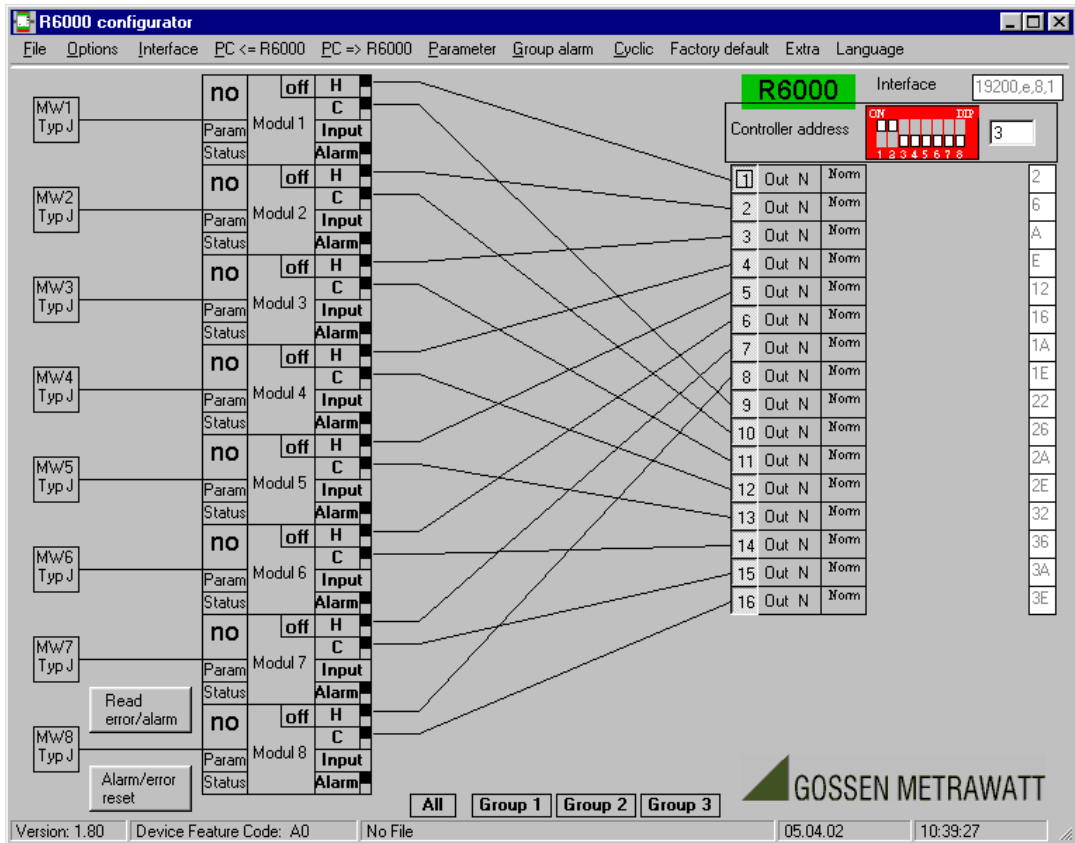 R6000 configurator
File Options Interface PC <= R6000 PC => R6000 Parameter Group alarm Cyclic Factory default Extra Language
R6000 Interface 19200,e,8,1
Controller address ON DIP 1 2 3 4 5 6 7 8 3
MW1
Typ J
no off H
C
Modul 1
Param Input
Status Alarm
MW2
Typ J
no off H
C
Modul 2
Param Input
Status Alarm
MW3
Typ J
no off H
C
Modul 3
Param Input
Status Alarm
MW4
Typ J
no off H
C
Modul 4
Param Input
Status Alarm
MW5
Typ J
no off H
C
Modul 5
Param Input
Status Alarm
MW6
Typ J
no off H
C
Modul 6
Param Input
Status Alarm
MW7
Typ J
no off H
C
Modul 7
Param Input
Status Alarm
MW8
Typ J
no off H
C
Modul 8
Param Input
Status Alarm
Read
error/alarm
Alarm/error
reset
1 Out N Norm 2
2 Out N Norm 6
3 Out N Norm A
4 Out N Norm E
5 Out N Norm 12
6 Out N Norm 16
7 Out N Norm 1A
8 Out N Norm 1E
9 Out N Norm 22
10 Out N Norm 26
11 Out N Norm 2A
12 Out N Norm 2E
13 Out N Norm 32
14 Out N Norm 36
15 Out N Norm 3A
16 Out N Norm 3E
GOSSEN METRAWATT
All Group 1 Group 2 Group 3
Version: 1.80 Device Feature Code: A0 No File 05.04.02 10:39:27